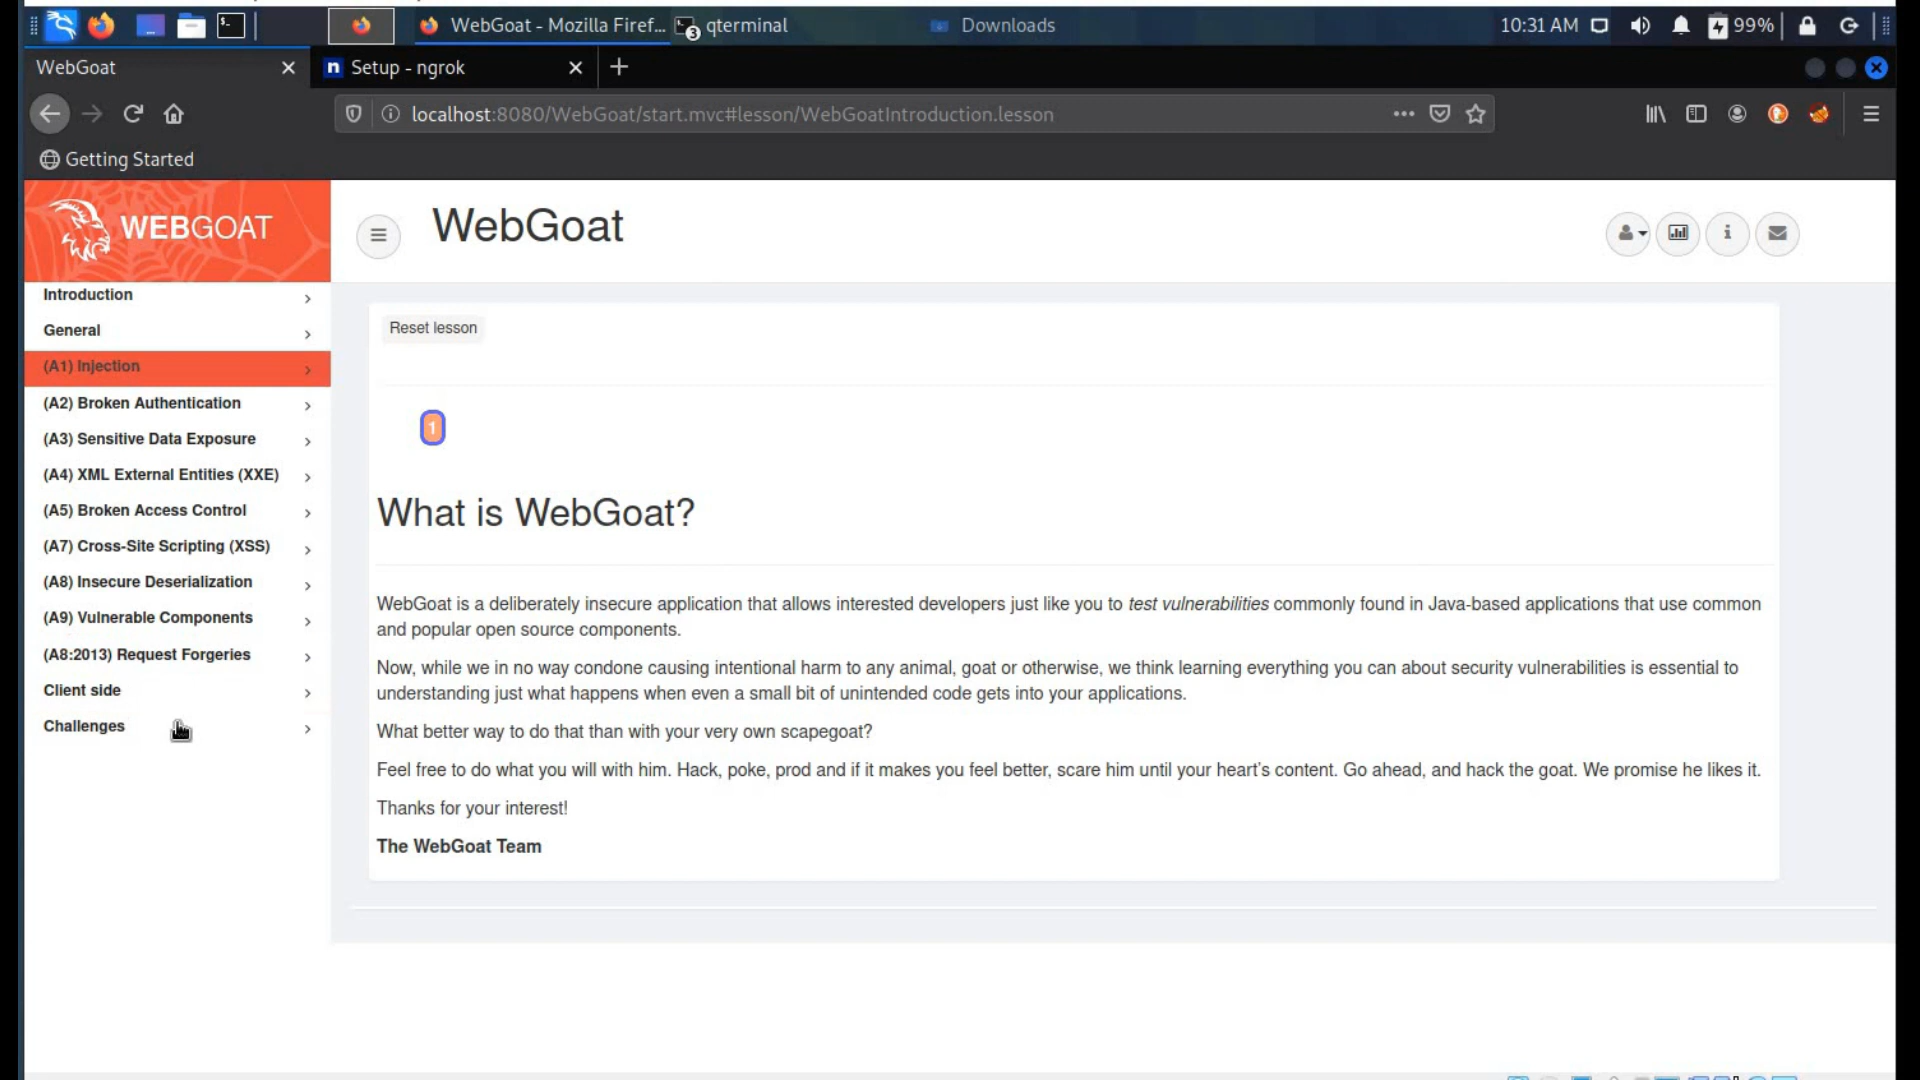 WebGoat - Mozilla Firef...
3
qterminal
Downloads
10:31 AM
99%
WebGoat
Setup - ngrok
localhost:8080/WebGoat/start.mvc#lesson/WebGoatIntroduction.lesson
Getting Started
WEBGOAT
WebGoat
Introduction
General
(A1) Injection
(A2) Broken Authentication
(A3) Sensitive Data Exposure
(A4) XML External Entities (XXE)
(A5) Broken Access Control
(A7) Cross-Site Scripting (XSS)
(A8) Insecure Deserialization
(A9) Vulnerable Components
(A8:2013) Request Forgeries
Client side
Challenges
Reset lesson
1
What is WebGoat?
WebGoat is a deliberately insecure application that allows interested developers just like you to test vulnerabilities commonly found in Java-based applications that use common
and popular open source components.
Now, while we in no way condone causing intentional harm to any animal, goat or otherwise, we think learning everything you can about security vulnerabilities is essential to
understanding just what happens when even a small bit of unintended code gets into your applications.
What better way to do that than with your very own scapegoat?
Feel free to do what you will with him. Hack, poke, prod and if it makes you feel better, scare him until your heart's content. Go ahead, and hack the goat. We promise he likes it.
Thanks for your interest!
The WebGoat Team